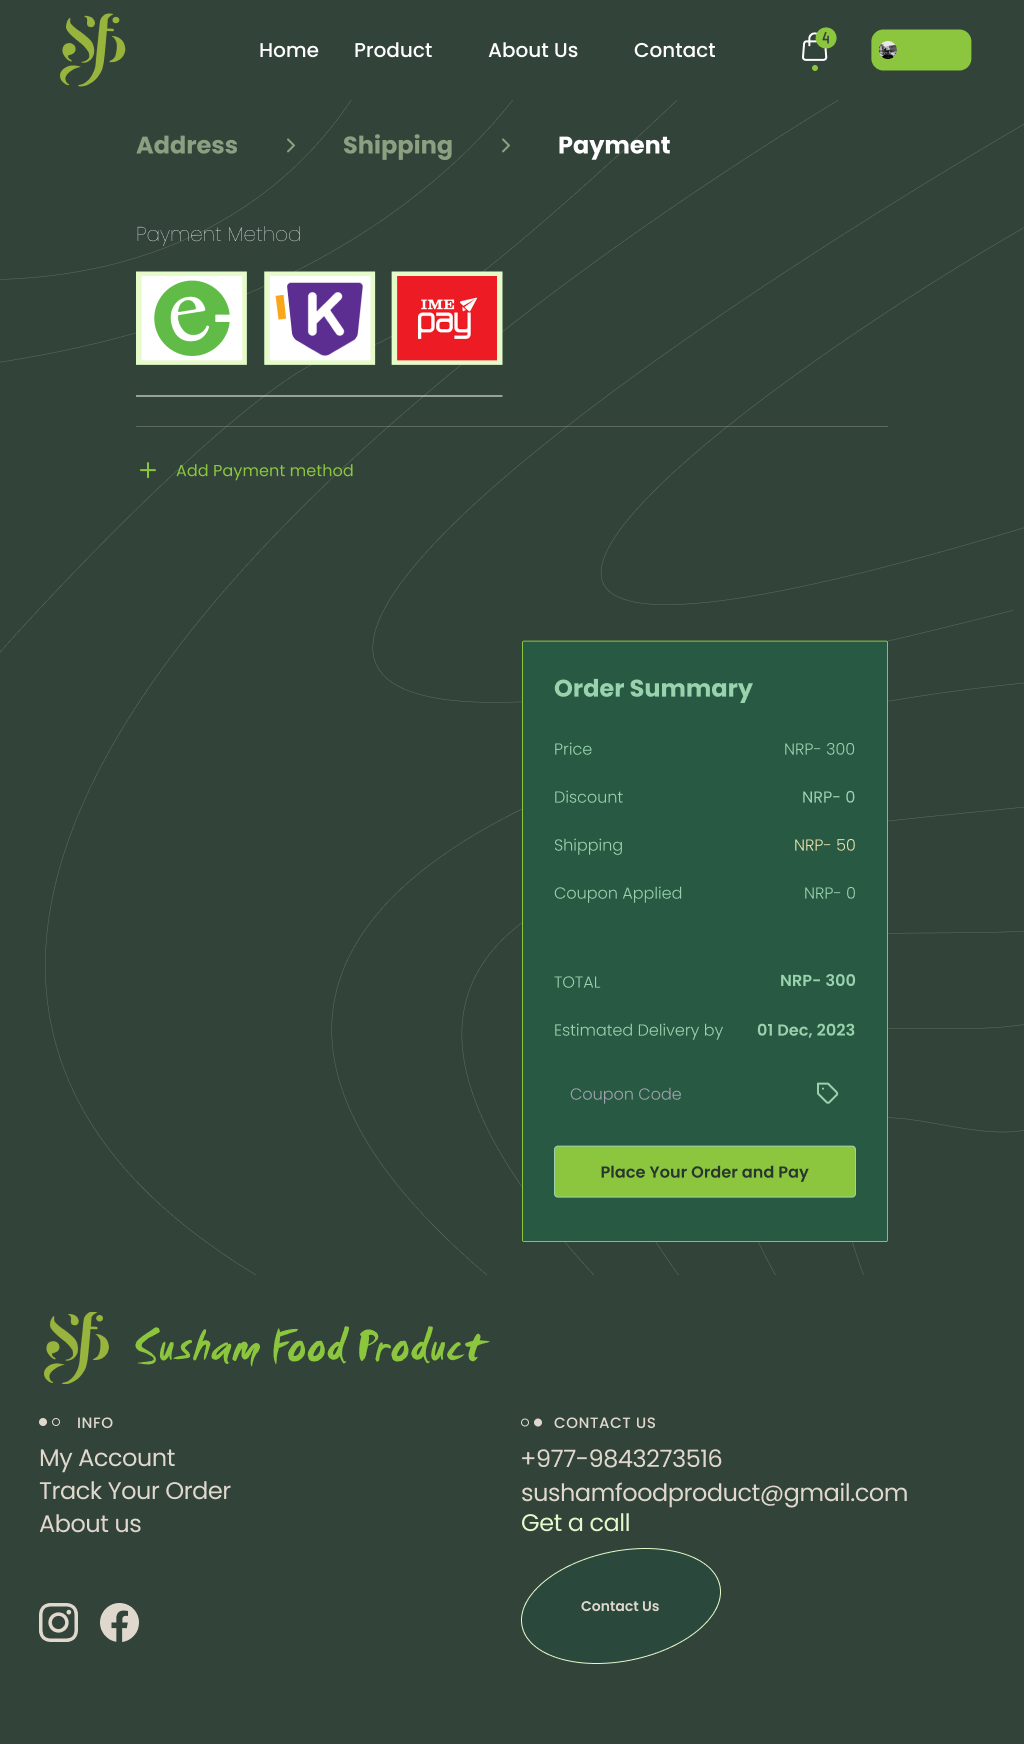 Home Product About Us Contact 4
Address > Shipping > Payment
Payment Method
e K IME pay
+ Add Payment method
Order Summary
Price NRP- 300
Discount NRP- 0
Shipping NRP- 50
Coupon Applied NRP- 0
TOTAL NRP- 300
Estimated Delivery by 01 Dec, 2023
Coupon Code
Place Your Order and Pay
Susham Food Product
INFO
My Account
Track Your Order
About us
CONTACT US
+977-9843273516
sushamfoodproduct@gmail.com
Get a call
Contact Us